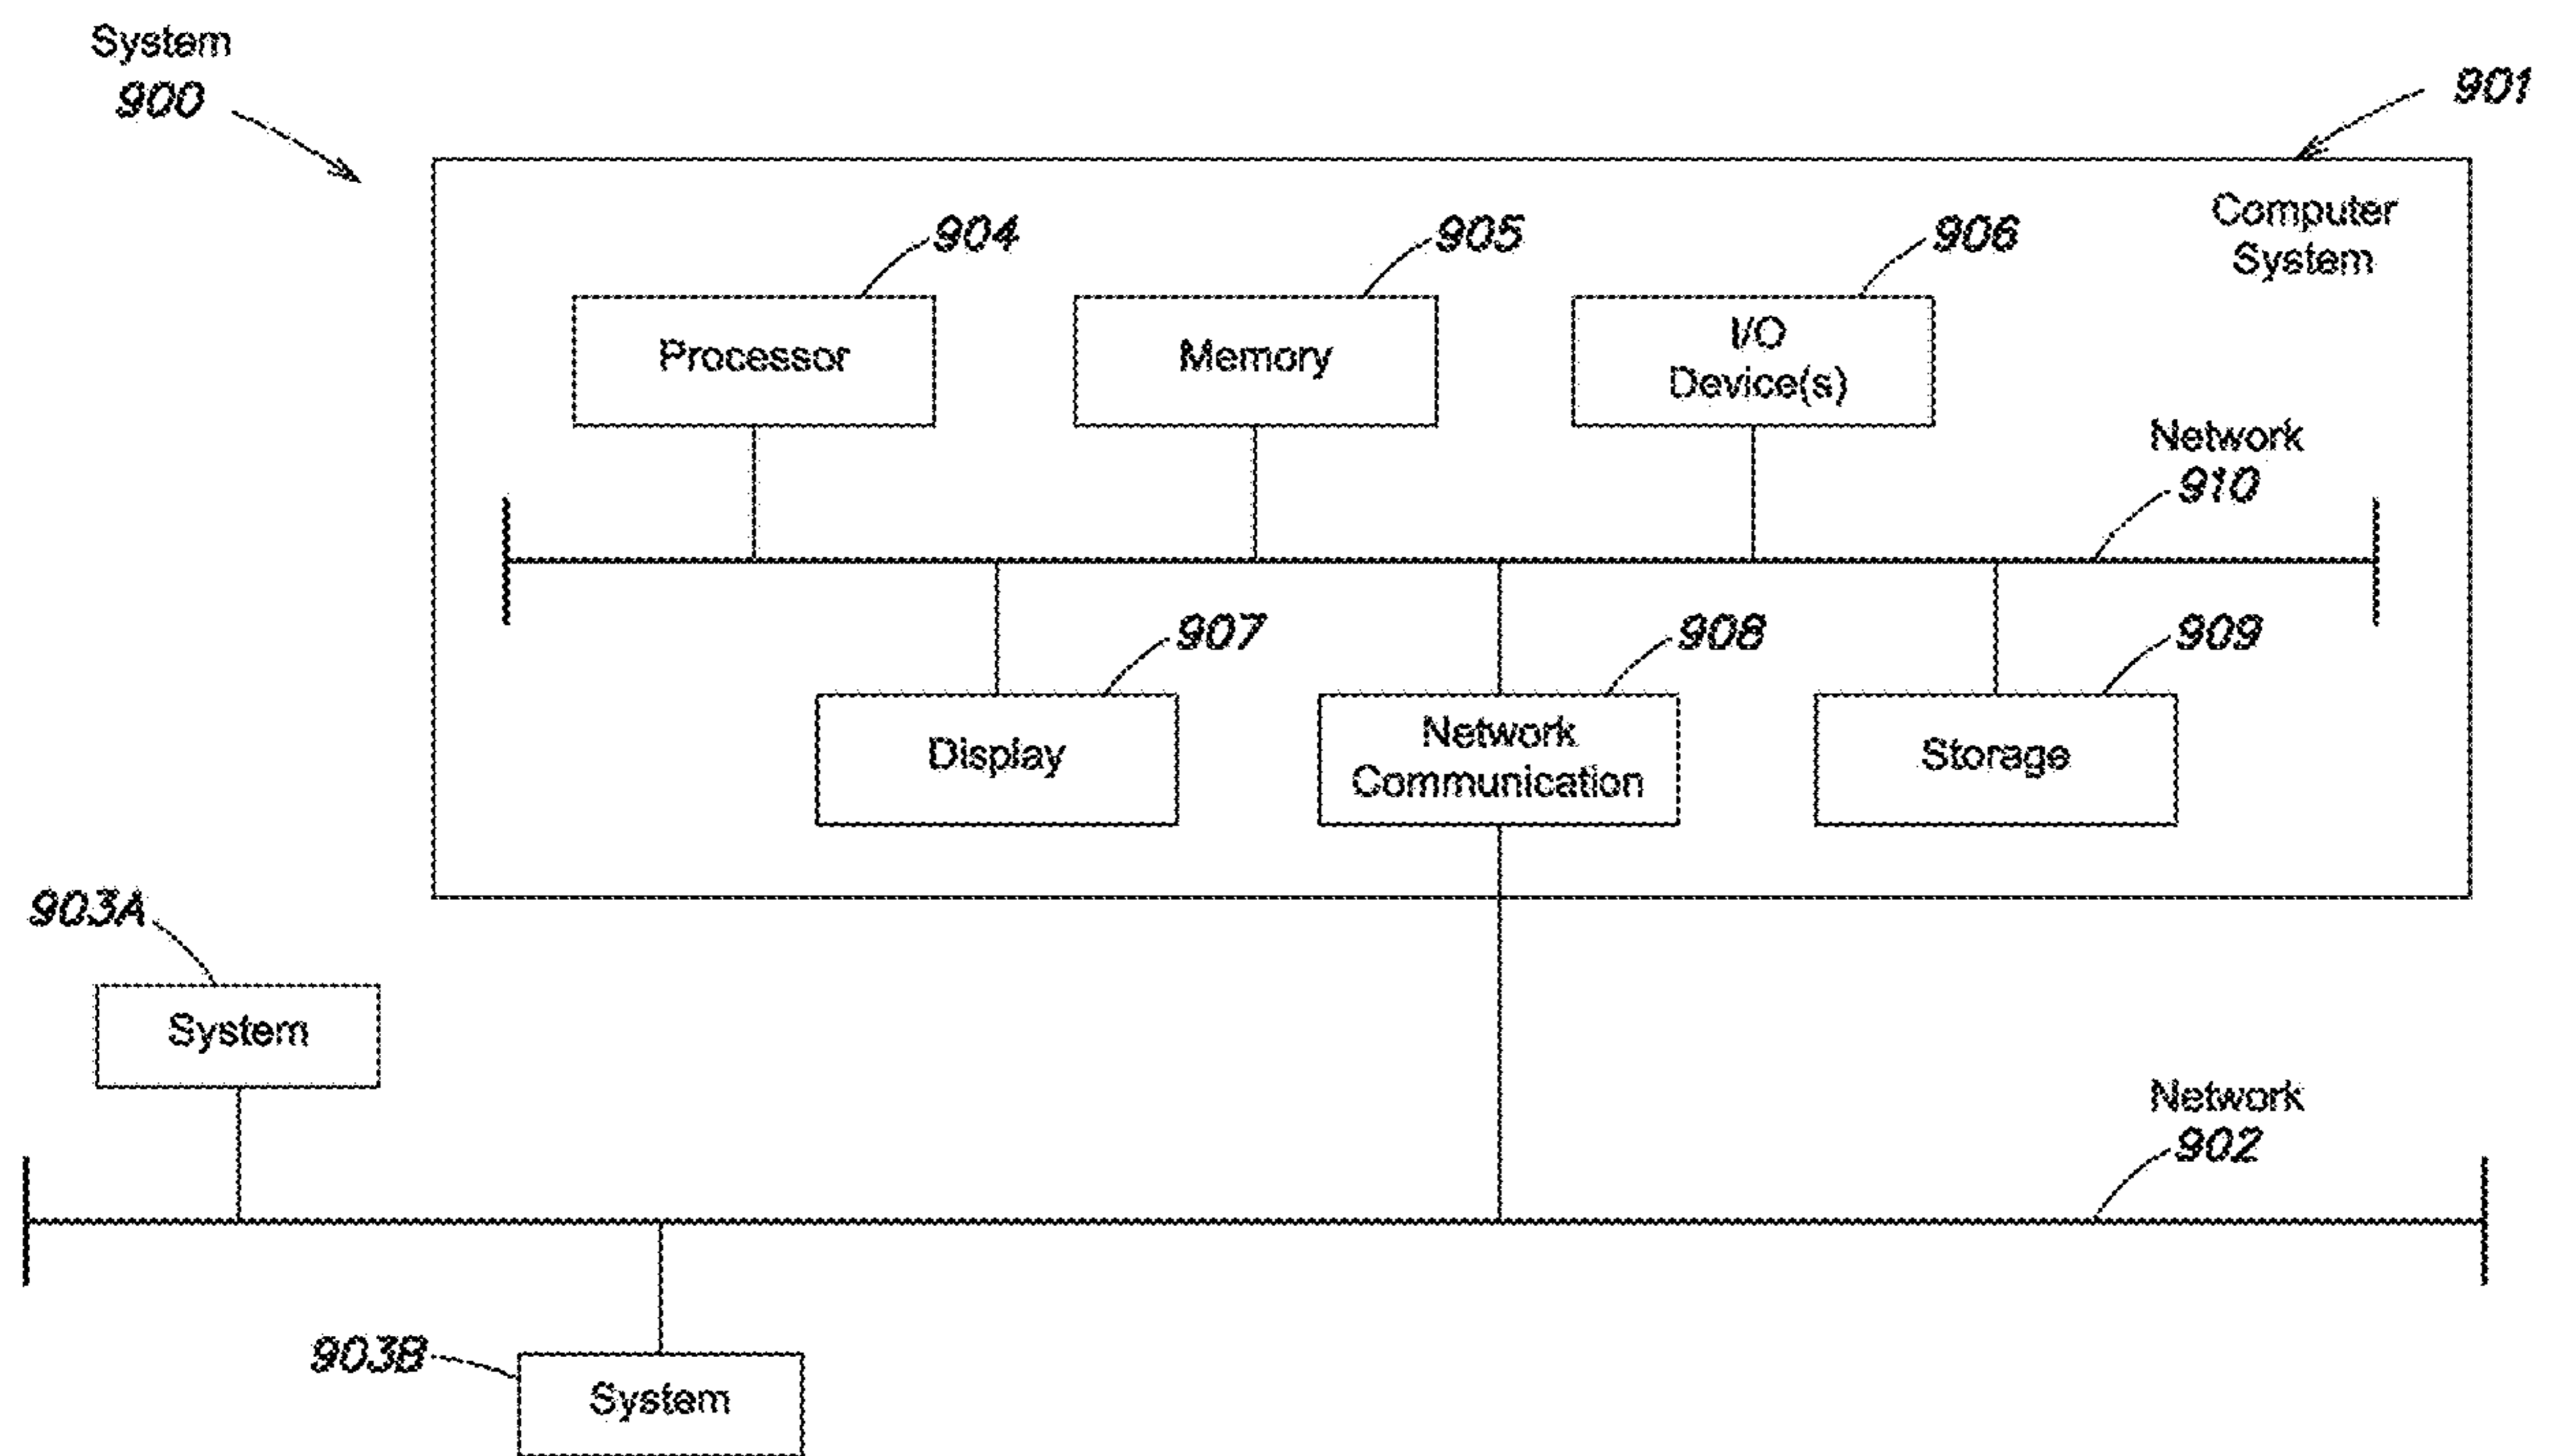 System
900
901
Computer
System
904
905
906
Processor
Memory
I/O
Device(s)
Network
910
907
908
909
Display
Network
Communication
Storage
903A
System
Network
902
903B
System